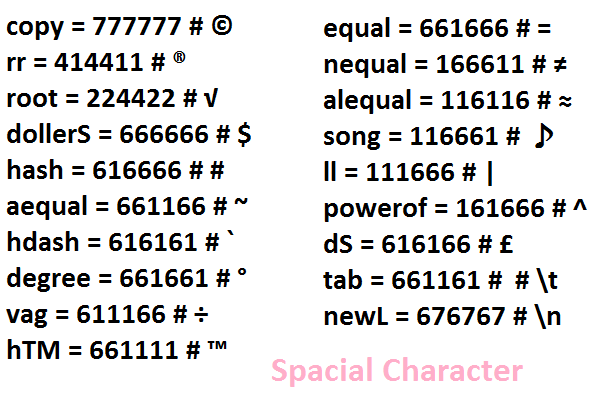 copy = 777777 # ©
rr = 414411 # ®
root = 224422 # √
dollerS = 666666 # $
hash = 616666 # #
aequal = 661166 # ~
hdash = 616161 # `
degree = 661661 # °
vag = 611166 # ÷
hTM = 661111 # ™
equal = 661666 # =
nequal = 166611 # ≠
alequal = 116116 # ≈
song = 116661 # ♪
ll = 111666 # |
powerof = 161666 # ^
dS = 616166 # £
tab = 661161 # # \t
newL = 676767 # \n
Spacial Character